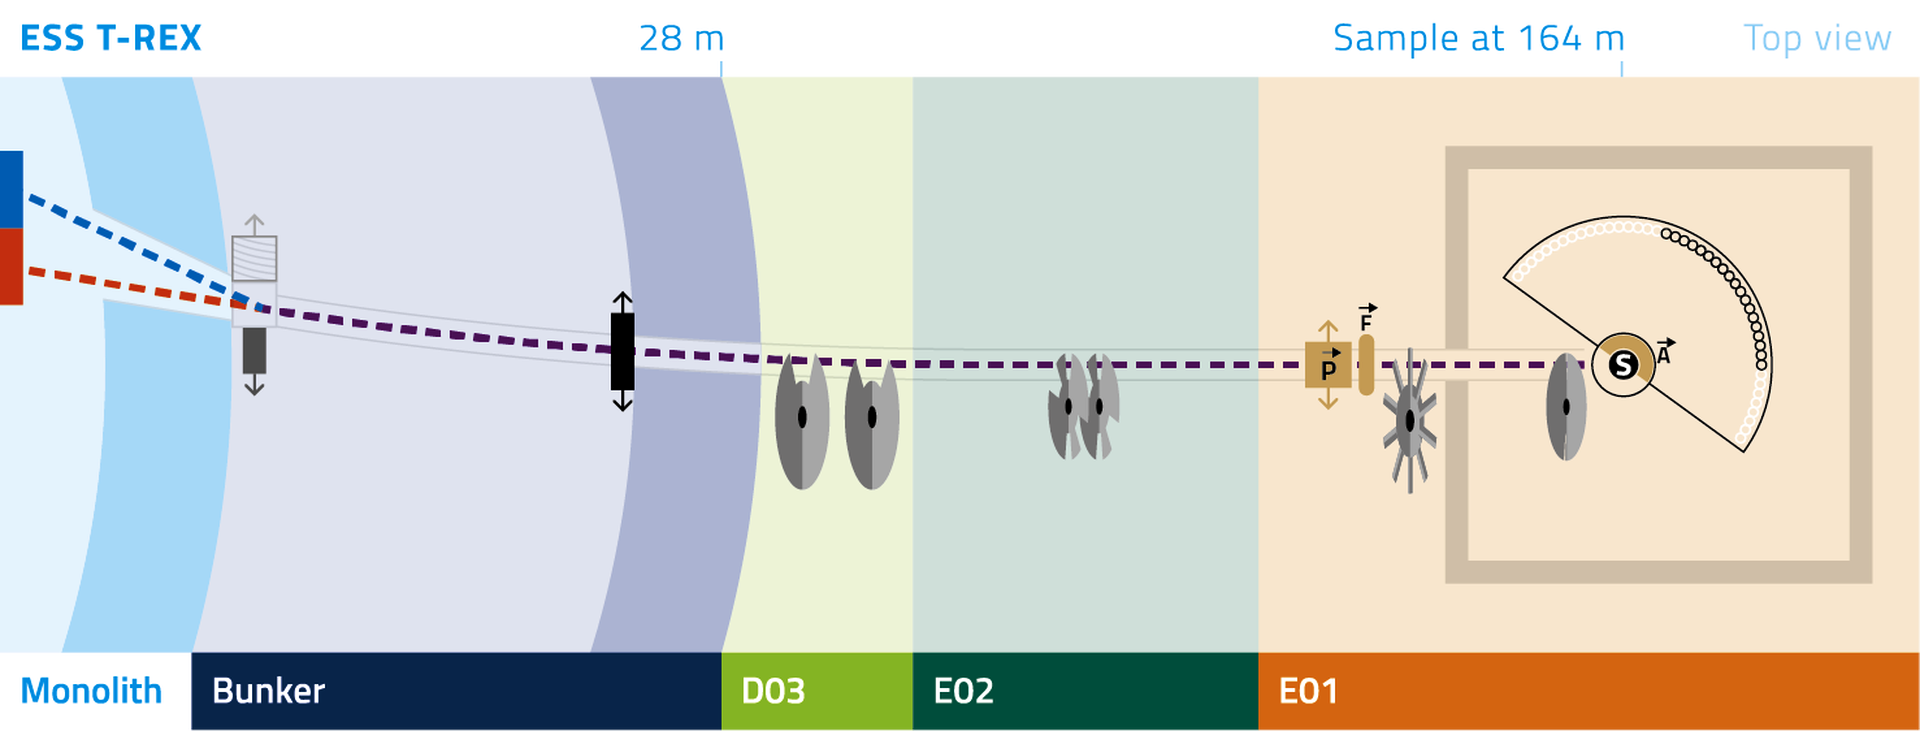 ESS T-REX
28 m
Sample at 164 m
Top view
F
P
S
A
Monolith
Bunker
D03
E02
E01